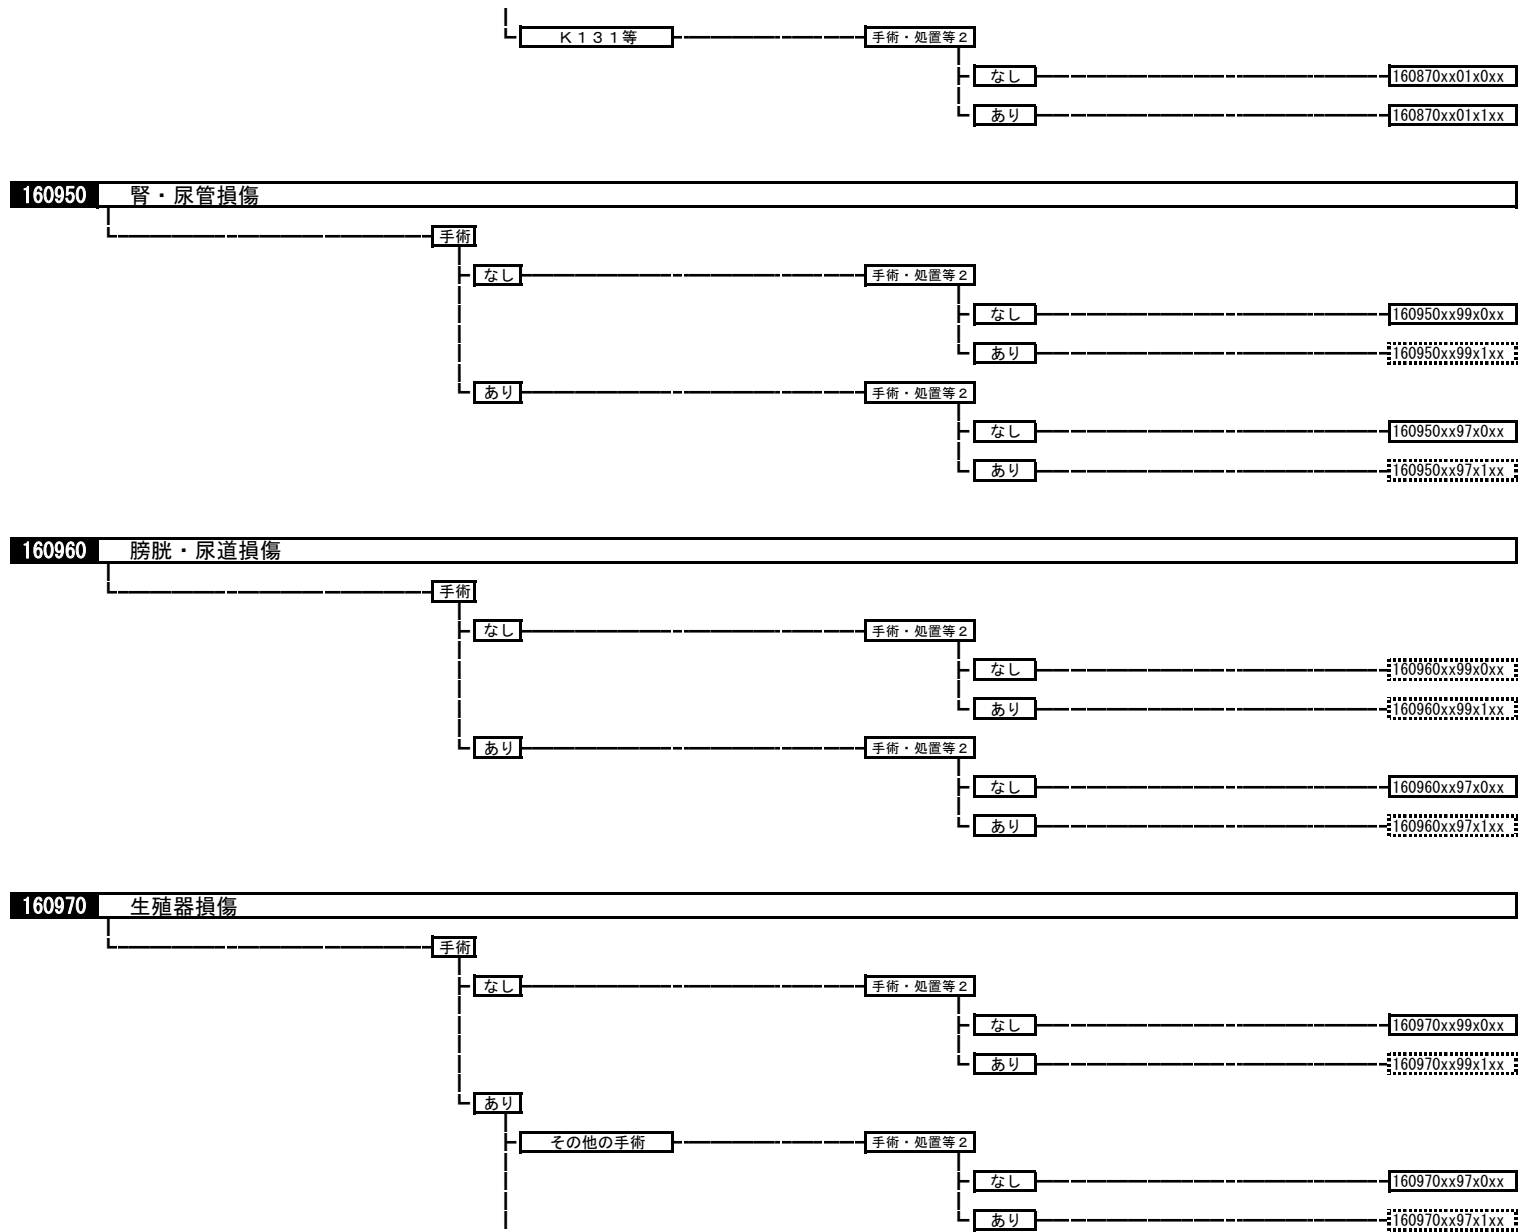 K131等 手術・処置等2
なし 160870xx01x0xx
あり 160870xx01x1xx
160950 腎・尿管損傷
手術
なし 手術・処置等2
なし 160950xx99x0xx
あり 160950xx99x1xx
あり 手術・処置等2
なし 160950xx97x0xx
あり 160950xx97x1xx
160960 膀胱・尿道損傷
手術
なし 手術・処置等2
なし 160960xx99x0xx
あり 160960xx99x1xx
あり 手術・処置等2
なし 160960xx97x0xx
あり 160960xx97x1xx
160970 生殖器損傷
手術
なし 手術・処置等2
なし 160970xx99x0xx
あり 160970xx99x1xx
あり
その他の手術 手術・処置等2
なし 160970xx97x0xx
あり 160970xx97x1xx